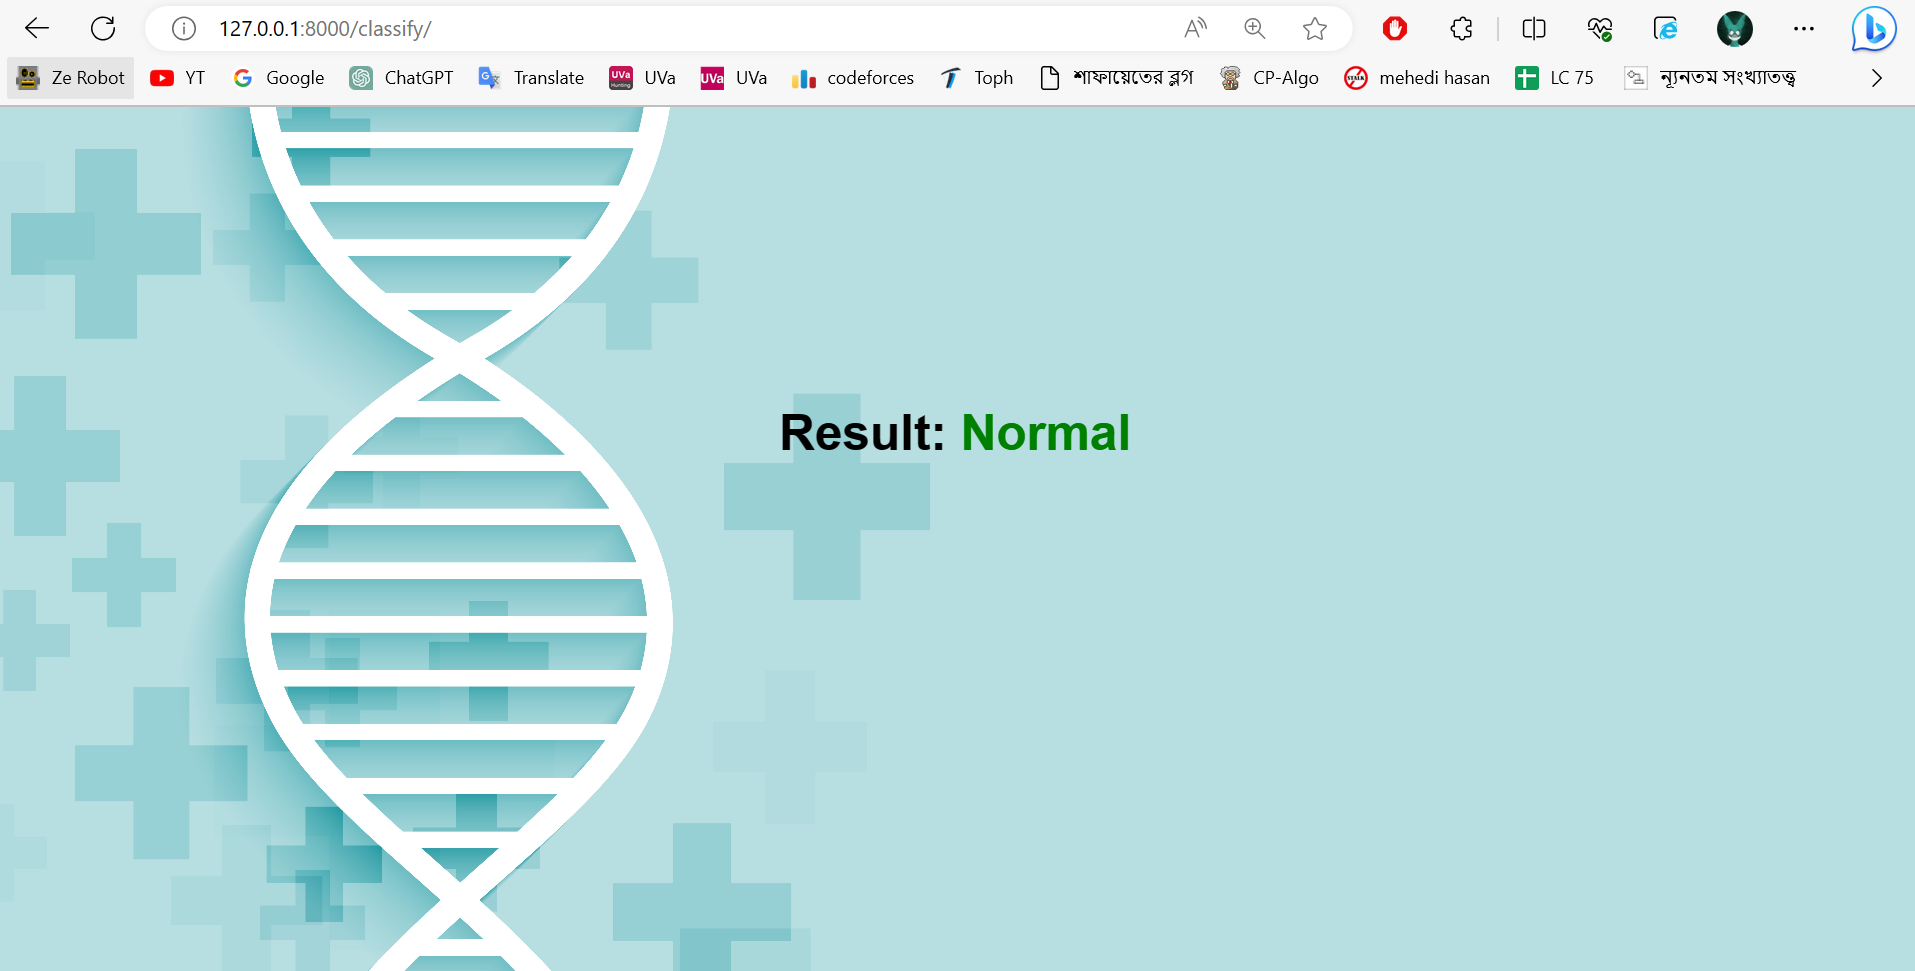 127.0.0.1:8000/classify/
Ze Robot YT Google ChatGPT Translate UVa UVa codeforces Toph শাফায়েতের ব্লগ CP-Algo mehedi hasan LC 75 ন্যূনতম সংখ্যাতত্ত্ব
Result: Normal